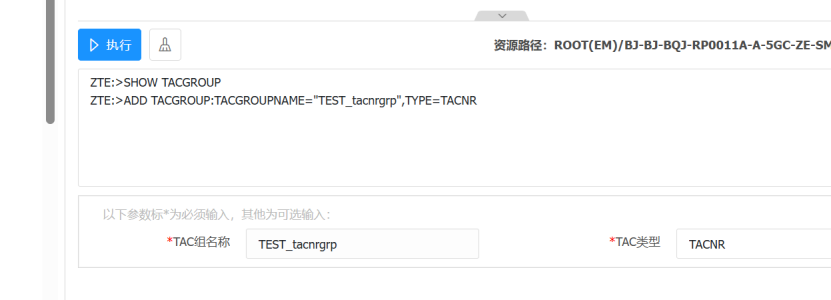 执行 资源路径：ROOT(EM)/BJ-BJ-BQJ-RP0011A-A-5GC-ZE-SM
ZTE:>SHOW TACGROUP
ZTE:>ADD TACGROUP:TACGROUPNAME="TEST_tacnrgrp",TYPE=TACNR
以下参数标*为必须输入，其他为可选输入：
*TAC组名称 TEST_tacnrgrp *TAC类型 TACNR